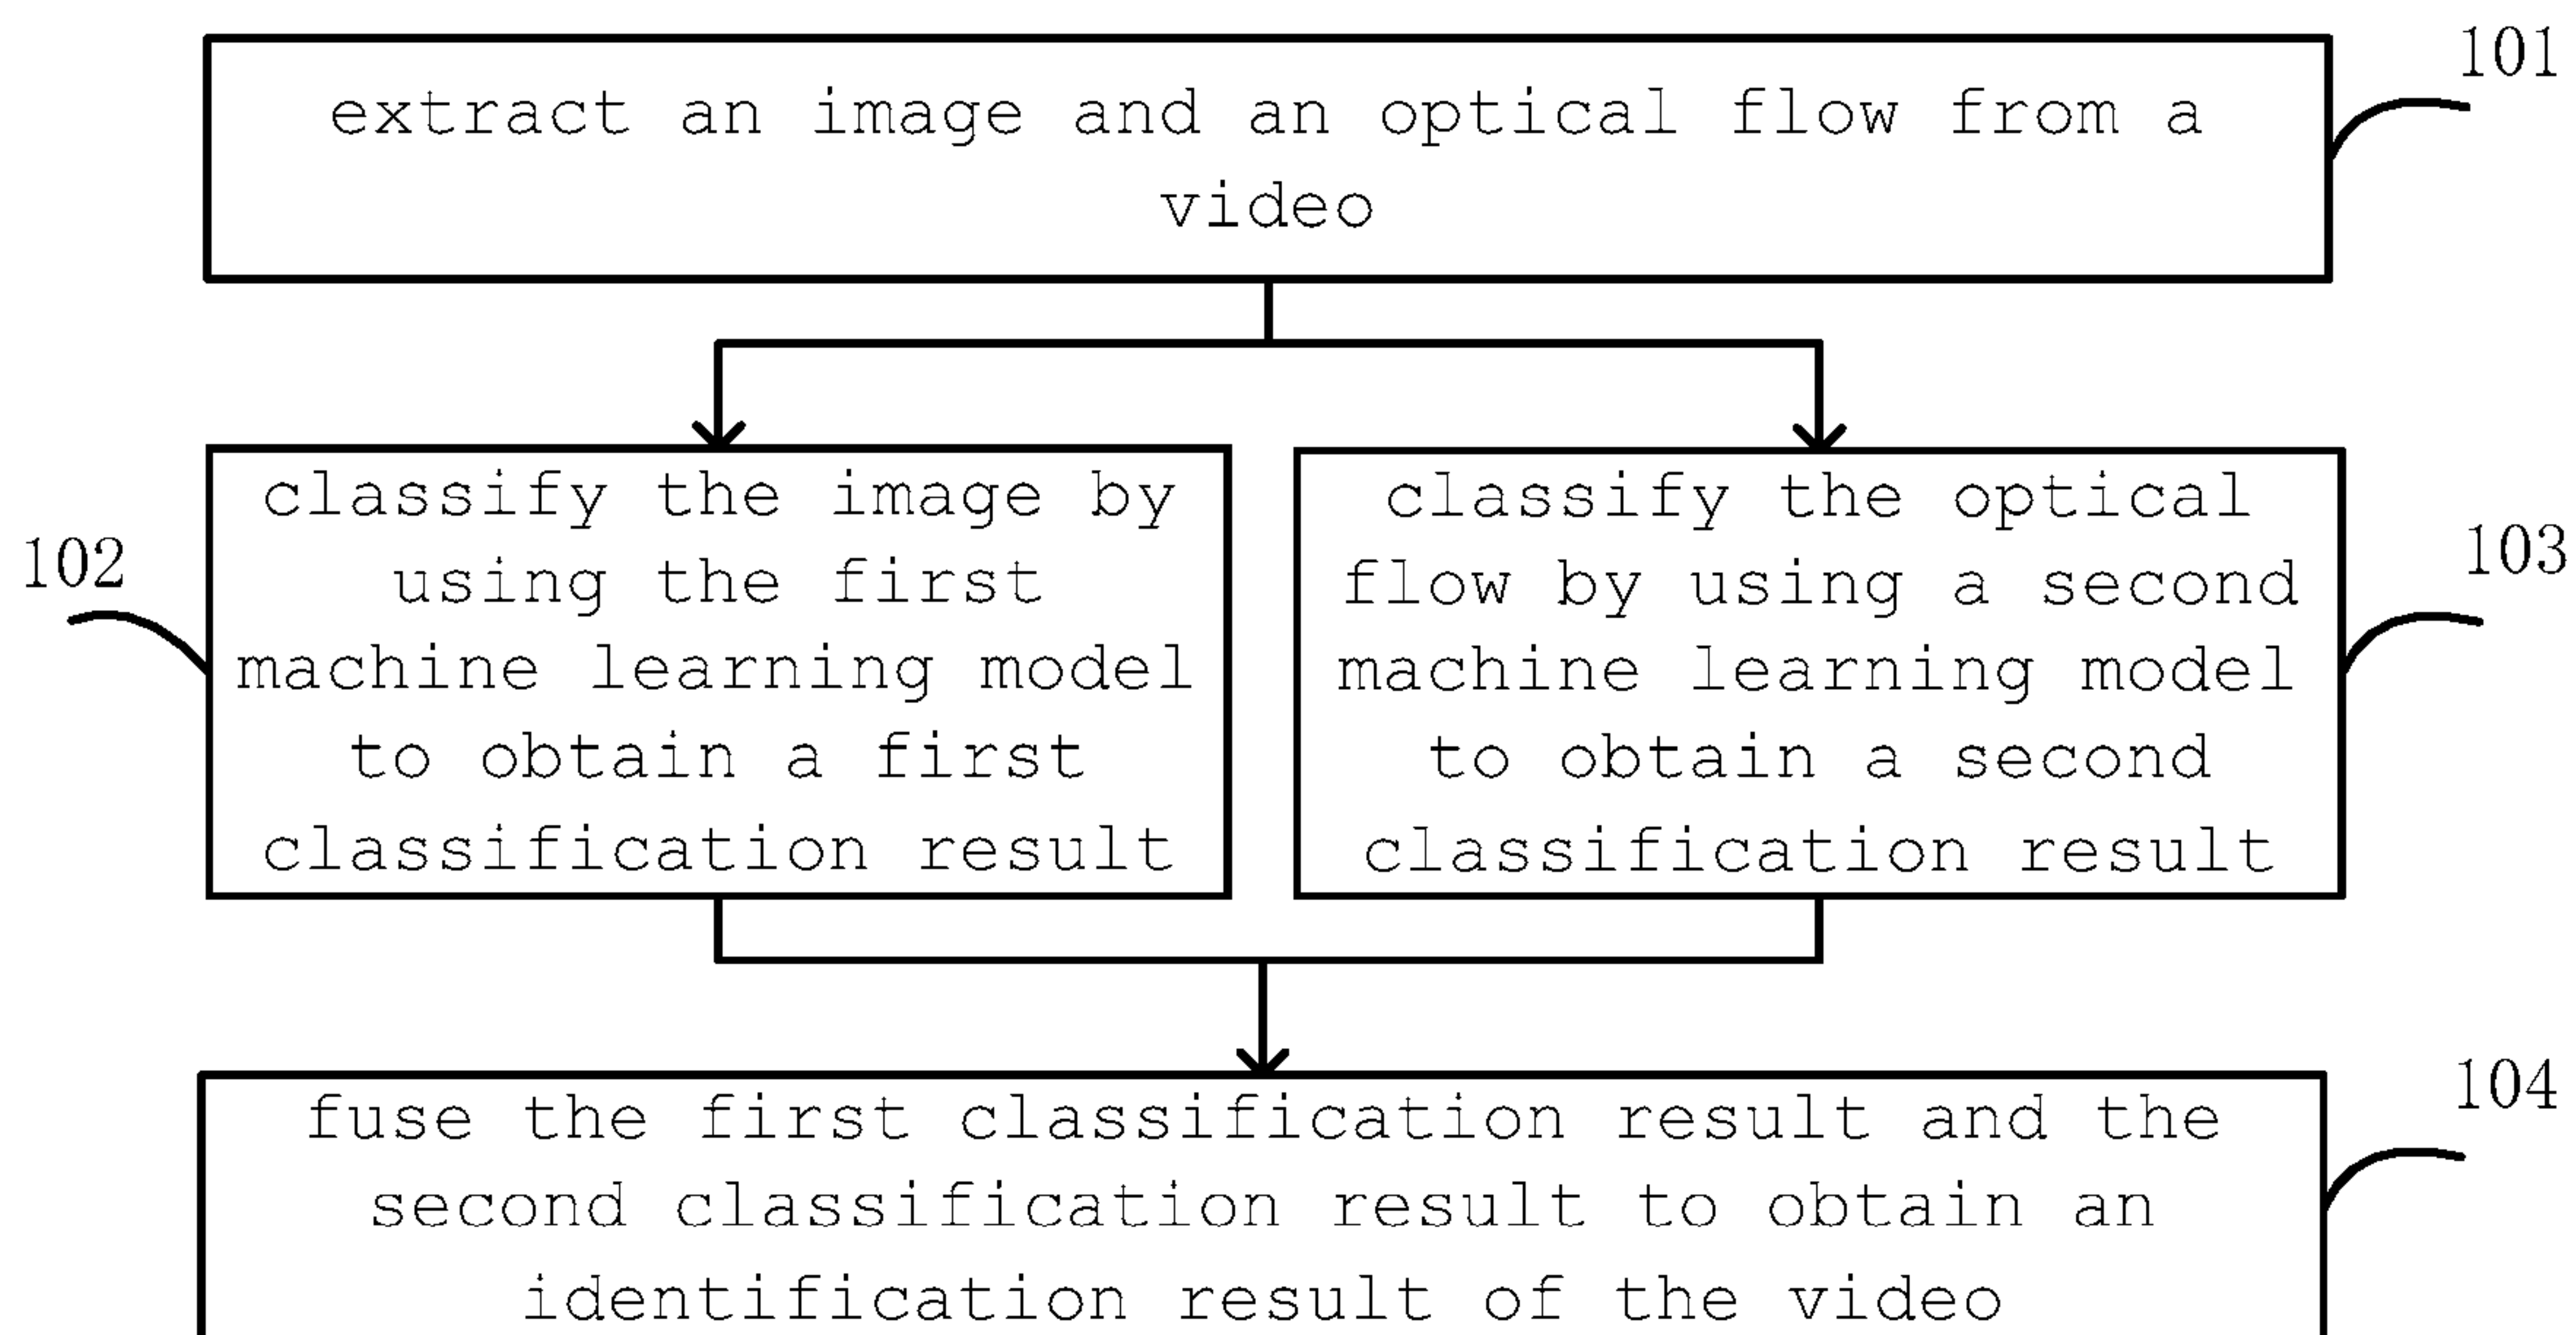 101
extract an image and an optical flow from a
video
102
classify the image by
using the first
machine learning model
to obtain a first
classification result
103
classify the optical
flow by using a second
machine learning model
to obtain a second
classification result
104
fuse the first classification result and the
second classification result to obtain an
identification result of the video